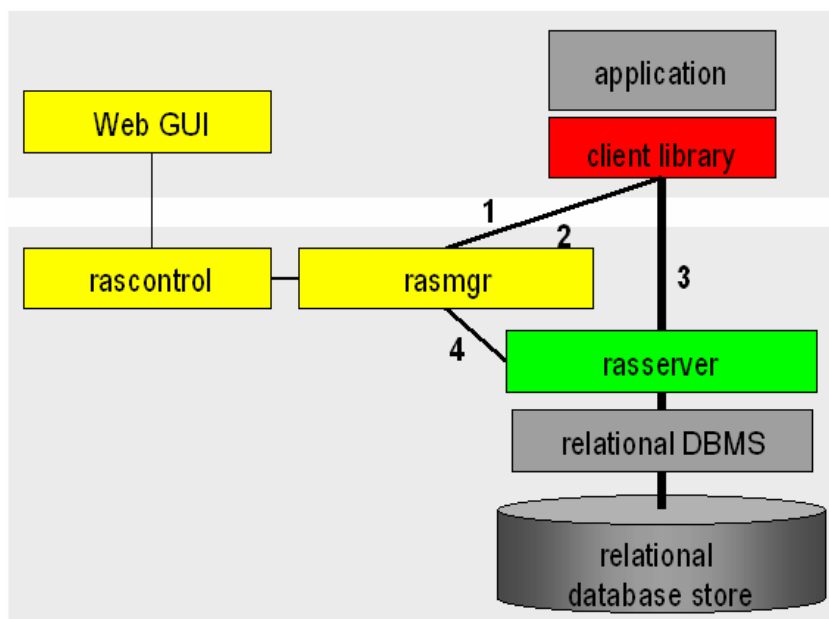 application
Web GUI
client library
1
2
rascontrol
rasmgr
3
4
rasserver
relational DBMS
relational
database store